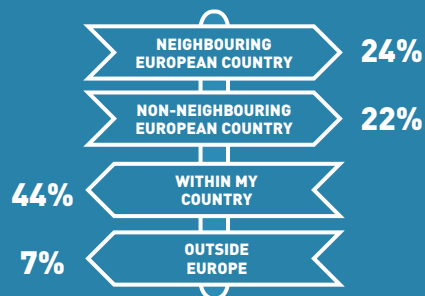 NEIGHBOURING
EUROPEAN COUNTRY
24%
NON-NEIGHBOURING
EUROPEAN COUNTRY
22%
44%
WITHIN MY
COUNTRY
7%
OUTSIDE
EUROPE